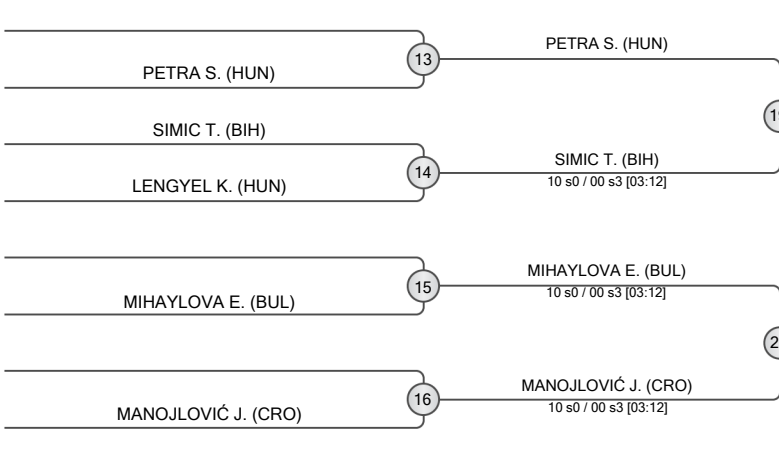 PETRA S. (HUN)
13
PETRA S. (HUN)
SIMIC T. (BIH)
14
LENGYEL K. (HUN)
SIMIC T. (BIH)
10 s0 / 00 s3 [03:12]
15
MIHAYLOVA E. (BUL)
MIHAYLOVA E. (BUL)
10 s0 / 00 s3 [03:12]
16
MANOJLOVIĆ J. (CRO)
MANOJLOVIĆ J. (CRO)
10 s0 / 00 s3 [03:12]